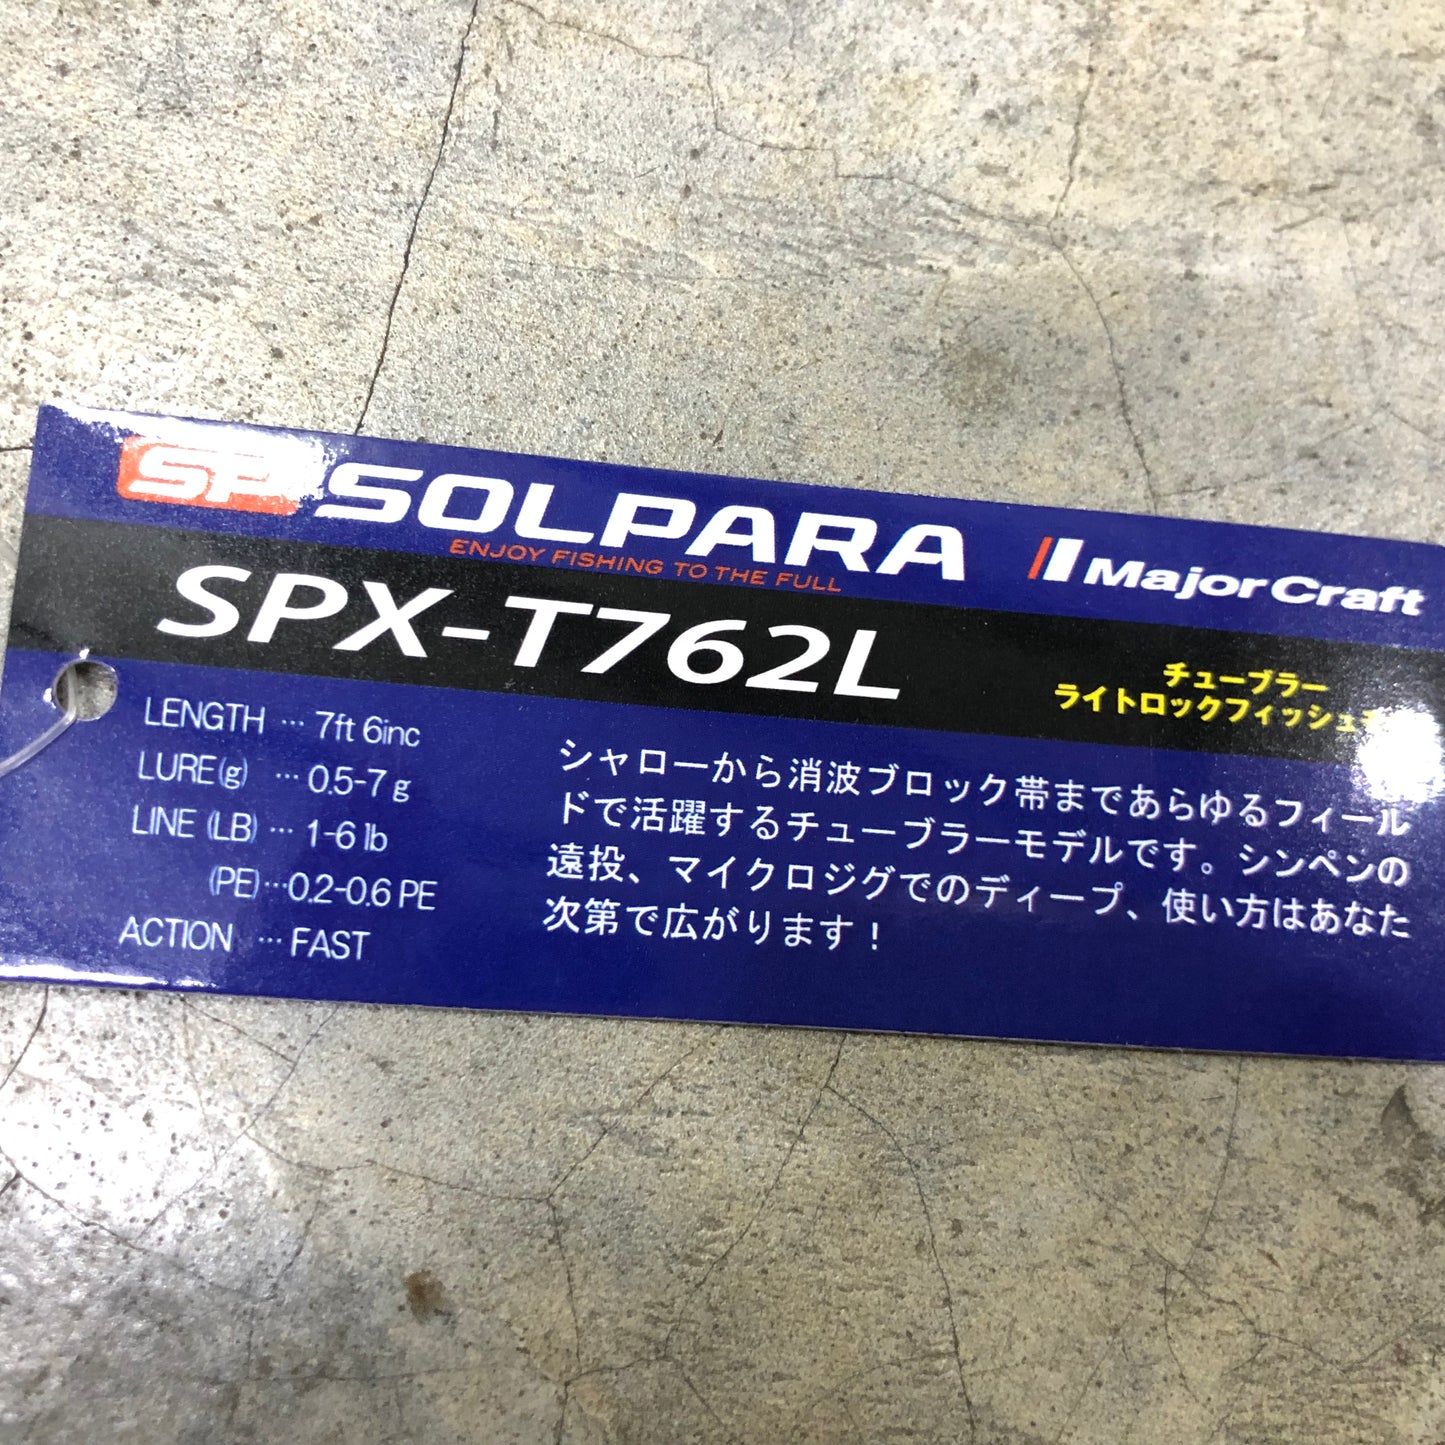 SP SOLPARA
ENJOY FISHING TO THE FULL
MajorCraft
SPX-T762L
チューブラー
ライトロックフィッシュ
LENGTH … 7ft 6inc
LURE(g) … 0.5-7 g
LINE (LB) … 1-6 lb
(PE)…0.2-0.6 PE
ACTION … FAST
シャローから消波ブロック帯まであらゆるフィール
ドで活躍するチューブラーモデルです。シンペンの
遠投、マイクロジグでのディープ、使い方はあなた
次第で広がります！